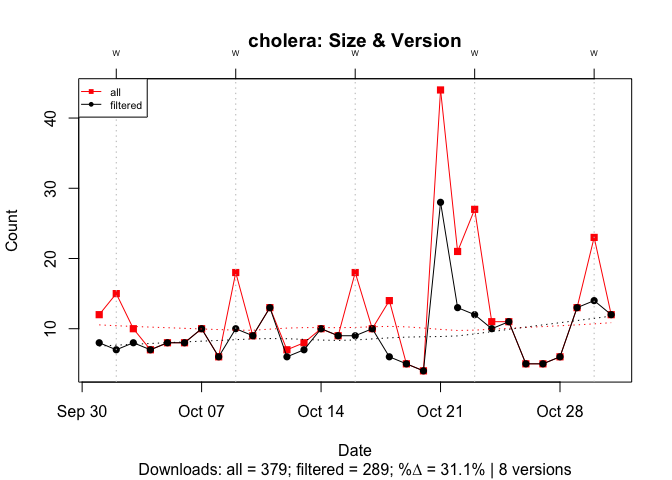 cholera: Size & Version
w w w w w
all
filtered
Count
40
30
20
10
Sep 30 Oct 07 Oct 14 Oct 21 Oct 28
Date
Downloads: all = 379; filtered = 289; %Δ = 31.1% | 8 versions